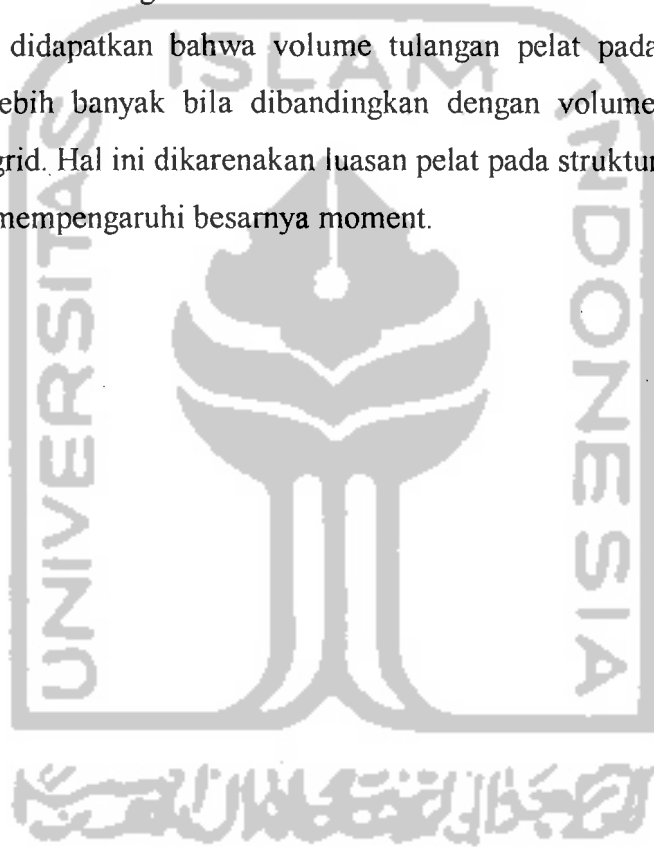 didapatkan bahwa volume tulangan pelat pada
ebih banyak bila dibandingkan dengan volume
grid. Hal ini dikarenakan luasan pelat pada struktur
mempengaruhi besarnya moment.
ISLAM
UNIVERSITAS
INDONESIA